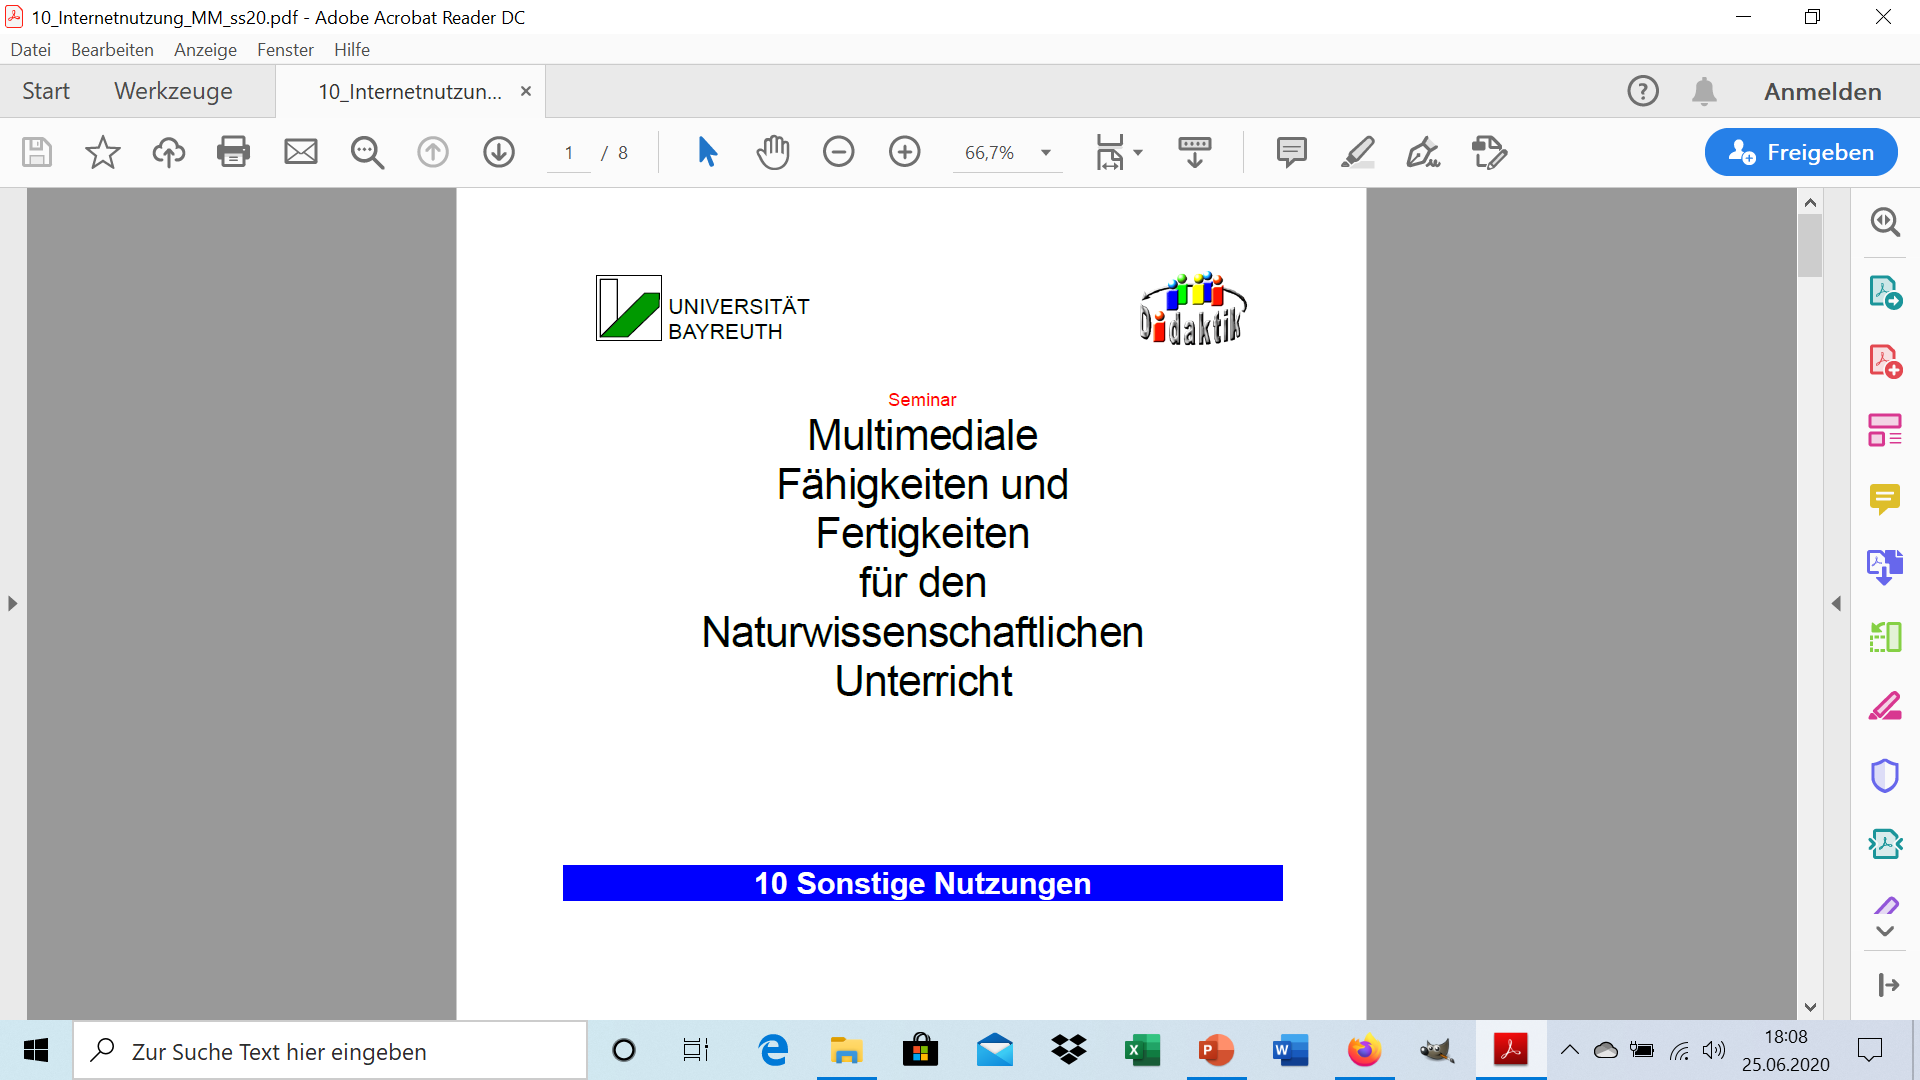 10_Internetnutzung_MM_ss20.pdf - Adobe Acrobat Reader DC
Datei Bearbeiten Anzeige Fenster Hilfe
Start Werkzeuge 10_Internetnutzun... × Anmelden
1 / 8 66,7% Freigeben
UNIVERSITÄT
BAYREUTH
Didaktik
Seminar
Multimediale
Fähigkeiten und
Fertigkeiten
für den
Naturwissenschaftlichen
Unterricht
10 Sonstige Nutzungen
Zur Suche Text hier eingeben
18:08
25.06.2020